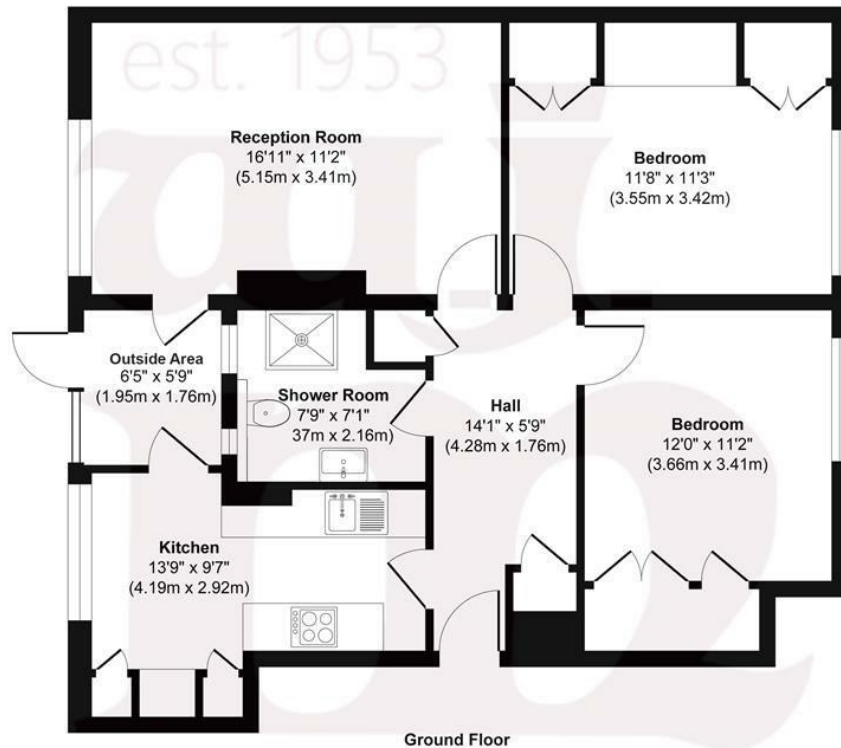 est. 1953
Reception Room
16'11" x 11'2"
(5.15m x 3.41m)
Bedroom
11'8" x 11'3"
(3.55m x 3.42m)
Outside Area
6'5" x 5'9"
(1.95m x 1.76m)
Shower Room
7'9" x 7'1"
37m x 2.16m)
Hall
14'1" x 5'9"
(4.28m x 1.76m)
Bedroom
12'0" x 11'2"
(3.66m x 3.41m)
Kitchen
13'9" x 9'7"
(4.19m x 2.92m)
Ground Floor